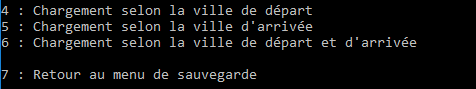 4 : Chargement selon la ville de départ
5 : Chargement selon la ville d'arrivée
6 : Chargement selon la ville de départ et d'arrivée
7 : Retour au menu de sauvegarde